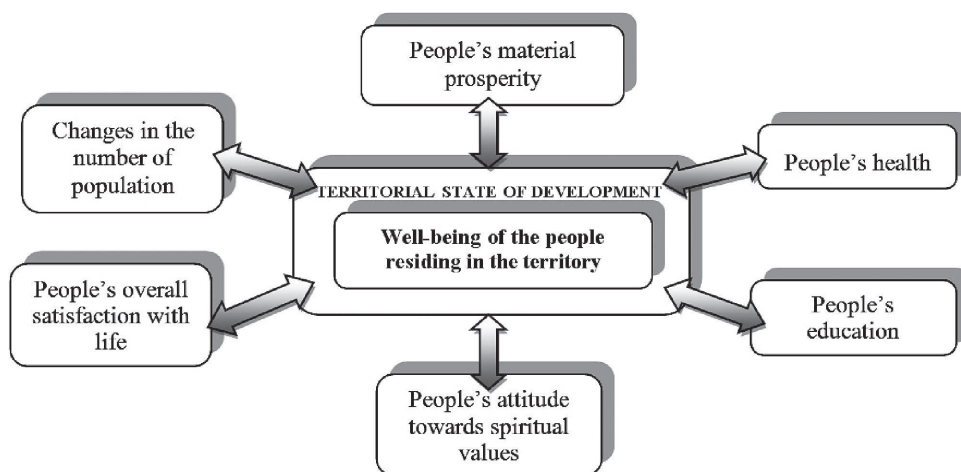 People’s material
prosperity
Changes in the
number of
population
People’s health
TERRITORIAL STATE OF DEVELOPMENT
Well-being of the people
residing in the territory
People’s overall
satisfaction with
life
People’s
education
People’s attitude
towards spiritual
values